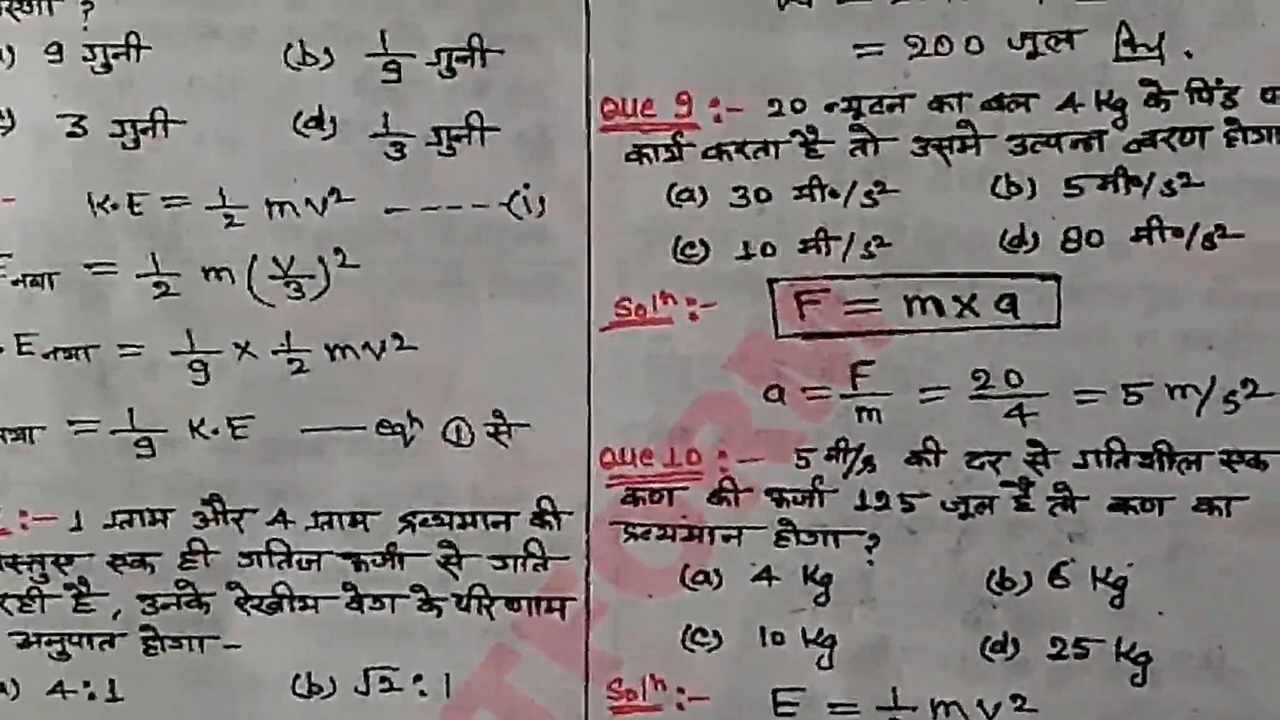 9 गुनी (b) 1/9 गुनी
3 गुनी (d) 1/3 गुनी
K.E = 1/2 mv² ----- (i)
नया = 1/2 m(v/3)²
E नया = 1/9 × 1/2 mv²
= 1/9 K.E —— eqⁿ ① से
:- 1 ग्राम और 4 ग्राम द्रव्यमान की
एक ही गतिज ऊर्जा से गति
रही है, उनके रेखीय वेग के परिणाम
अनुपात होगा -
4:1 (b) √2 : 1
= 200 जूल
Que 9 :- 20 न्यूटन का बल 4 Kg के पिंड
कार्य करता है तो उसमे उत्पन्न त्वरण होगा
(a) 30 मी०/s² (b) 5 मी०/s²
(c) 10 मी/s² (d) 80 मी०/s²
Solⁿ :- F = m × a
a = F/m = 20/4 = 5 m/s²
Que 10 :- 5 मी/s की दर से गतिशील एक
कण की ऊर्जा 125 जूल है तो कण का
द्रव्यमान होगा ?
(a) 4 Kg (b) 6 Kg
(c) 10 Kg (d) 25 Kg
Solⁿ :- E = 1/2 mv²